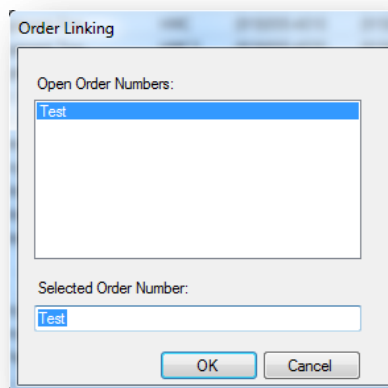 Order Linking
Open Order Numbers:
Test
Selected Order Number:
Test
OK
Cancel